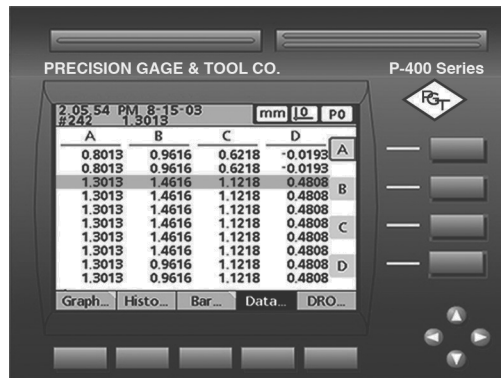 PRECISION GAGE & TOOL CO. P-400 Series
PGT
2 05 54 PM 8-15-03 mm |0 P0
#242 1.3013
A B C D
0.8013 0.9616 0.6218 -0.0193 A
0.8013 0.9616 0.6218 -0.0193
1.3013 1.4616 1.1218 0.4808 B
1.3013 1.4616 1.1218 0.4808
1.3013 1.4616 1.1218 0.4808
1.3013 1.4616 1.1218 0.4808 C
1.3013 1.4616 1.1218 0.4808
1.3013 0.9616 1.1218 0.4808
1.3013 0.9616 1.1218 0.4808 D
1.3013 0.9616 1.1218 0.4808
Graph... Histo... Bar... Data... DRO...